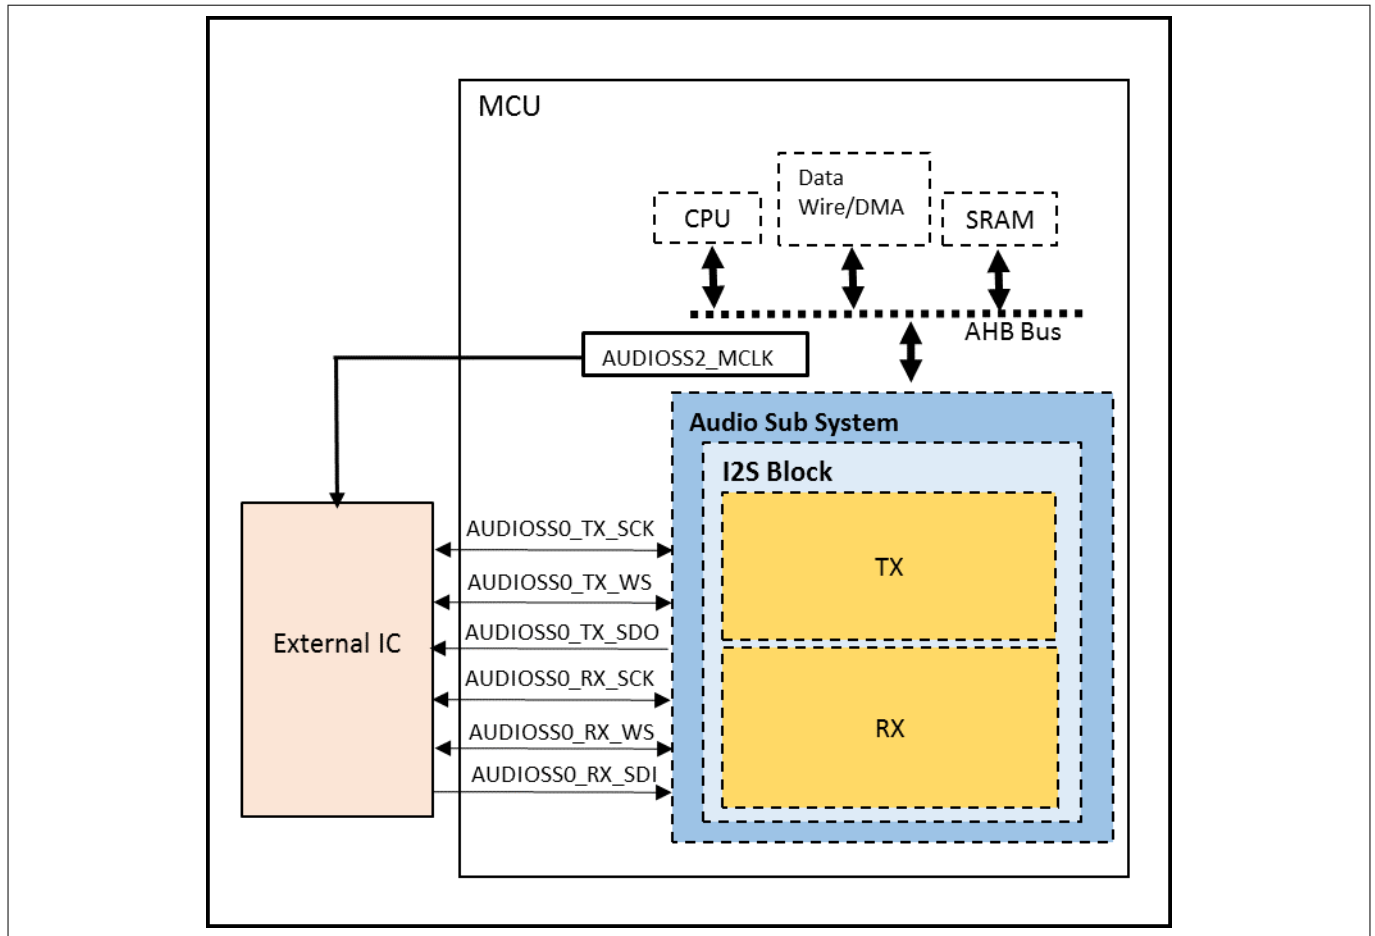 MCU
Data
Wire/DMA
CPU
SRAM
AHB Bus
AUDIOSS2_MCLK
Audio Sub System
I2S Block
TX
RX
External IC
AUDIOSS0_TX_SCK
AUDIOSS0_TX_WS
AUDIOSS0_TX_SDO
AUDIOSS0_RX_SCK
AUDIOSS0_RX_WS
AUDIOSS0_RX_SDI